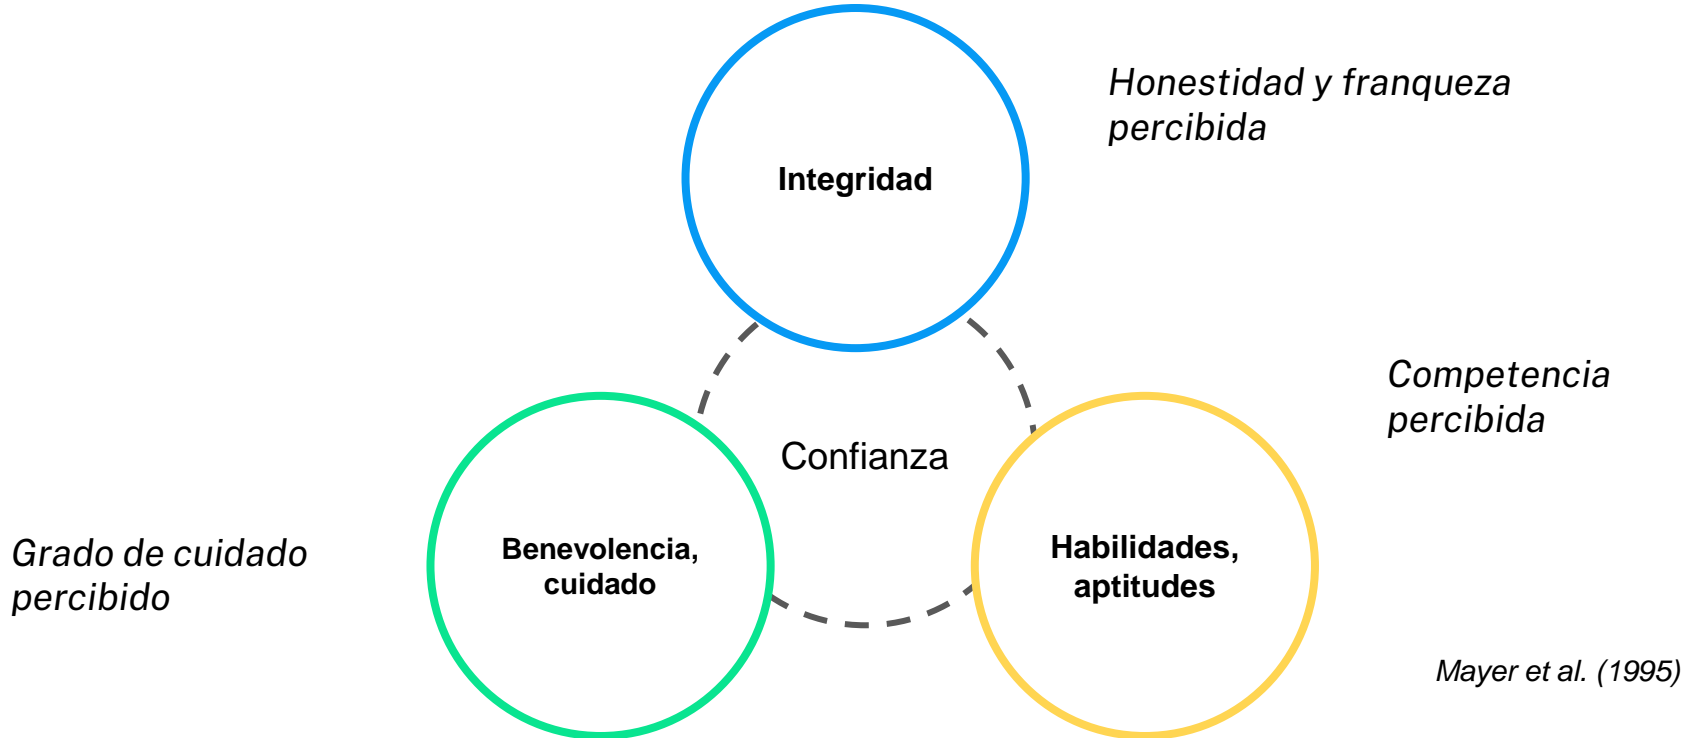 Honestidad y franqueza
percibida
Integridad
Competencia
percibida
Confianza
Grado de cuidado
percibido
Benevolencia,
cuidado
Habilidades,
aptitudes
Mayer et al. (1995)